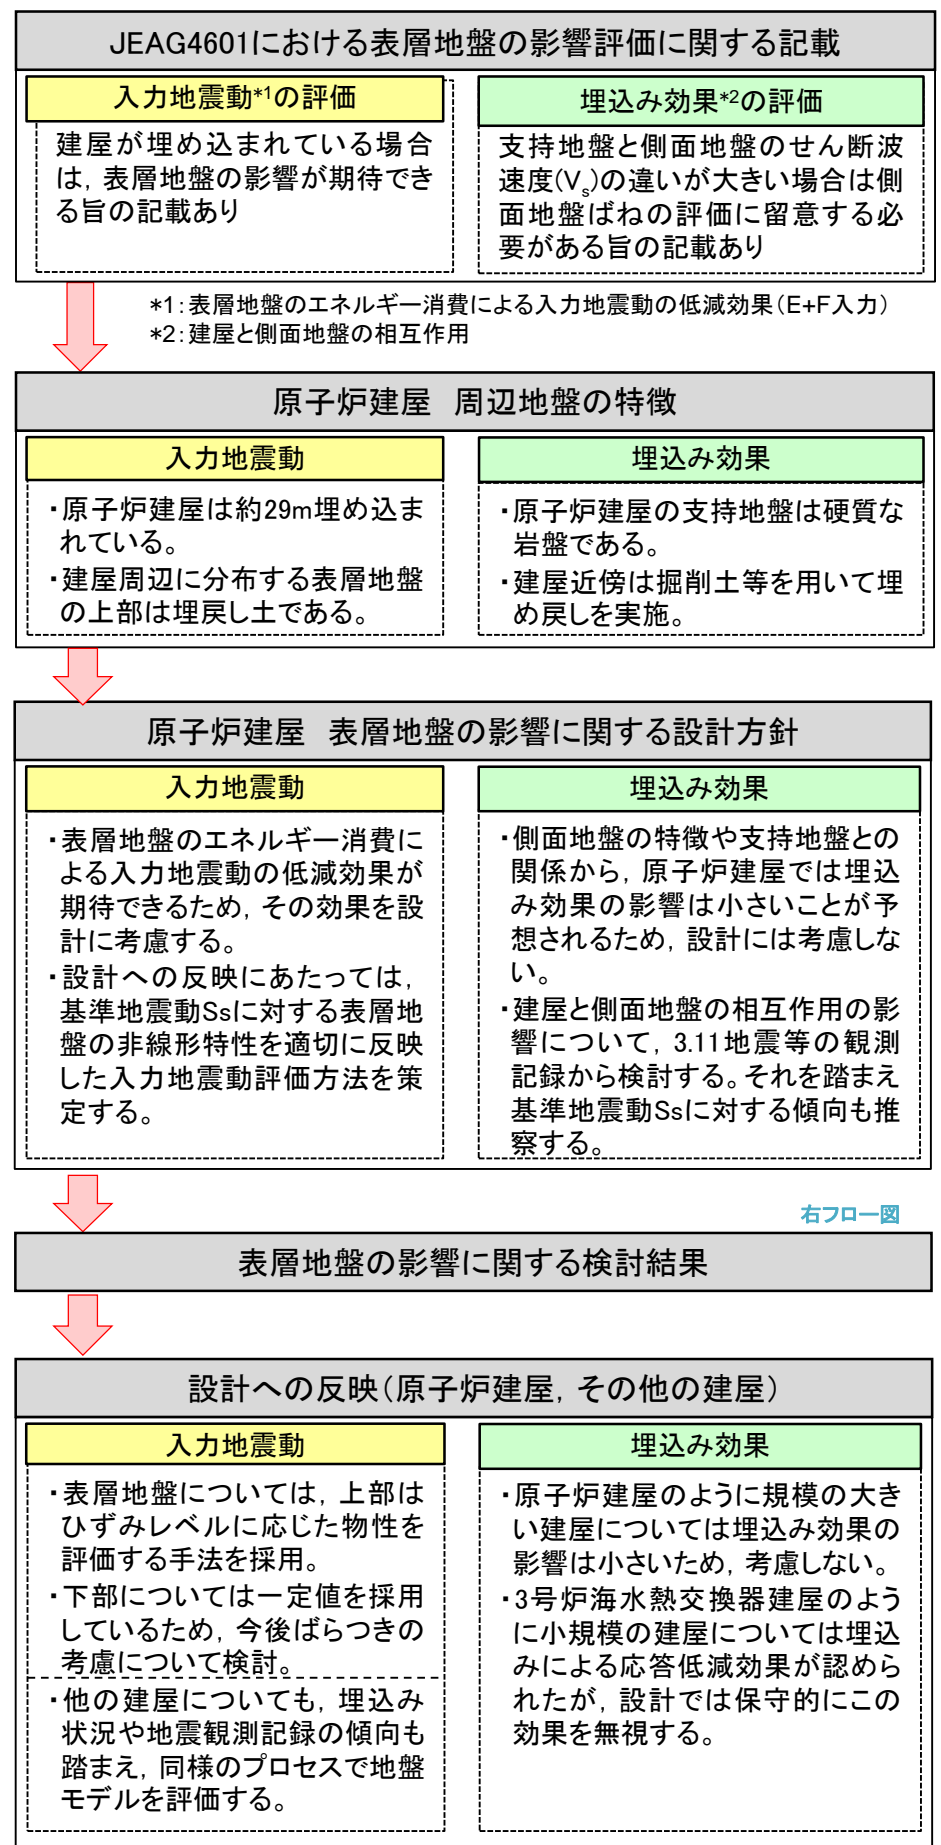 JEAG4601における表層地盤の影響評価に関する記載
入力地震動*1の評価
建屋が埋め込まれている場合
は，表層地盤の影響が期待でき
る旨の記載あり
埋込み効果*2の評価
支持地盤と側面地盤のせん断波
速度(Vs)の違いが大きい場合は側
面地盤ばねの評価に留意する必
要がある旨の記載あり
*1：表層地盤のエネルギー消費による入力地震動の低減効果（E+F入力）
*2：建屋と側面地盤の相互作用
原子炉建屋　周辺地盤の特徴
入力地震動
・原子炉建屋は約29m埋め込ま
れている。
・建屋周辺に分布する表層地盤
の上部は埋戻し土である。
埋込み効果
・原子炉建屋の支持地盤は硬質な
岩盤である。
・建屋近傍は掘削土等を用いて埋
め戻しを実施。
原子炉建屋　表層地盤の影響に関する設計方針
入力地震動
・表層地盤のエネルギー消費に
よる入力地震動の低減効果が
期待できるため，その効果を設
計に考慮する。
・設計への反映にあたっては，
基準地震動Ssに対する表層地
盤の非線形特性を適切に反映
した入力地震動評価方法を策
定する。
埋込み効果
・側面地盤の特徴や支持地盤との
関係から，原子炉建屋では埋込
み効果の影響は小さいことが予
想されるため，設計には考慮しな
い。
・建屋と側面地盤の相互作用の影
響について，3.11地震等の観測
記録から検討する。それを踏まえ
基準地震動Ssに対する傾向も推
察する。
右フロー図
表層地盤の影響に関する検討結果
設計への反映（原子炉建屋，その他の建屋）
入力地震動
・表層地盤については，上部は
ひずみレベルに応じた物性を
評価する手法を採用。
・下部については一定値を採用
しているため，今後ばらつきの
考慮について検討。
・他の建屋についても，埋込み
状況や地震観測記録の傾向も
踏まえ，同様のプロセスで地盤
モデルを評価する。
埋込み効果
・原子炉建屋のように規模の大き
い建屋については埋込み効果の
影響は小さいため，考慮しない。
・3号炉海水熱交換器建屋のよう
に小規模の建屋については埋込
みによる応答低減効果が認めら
れたが，設計では保守的にこの
効果を無視する。